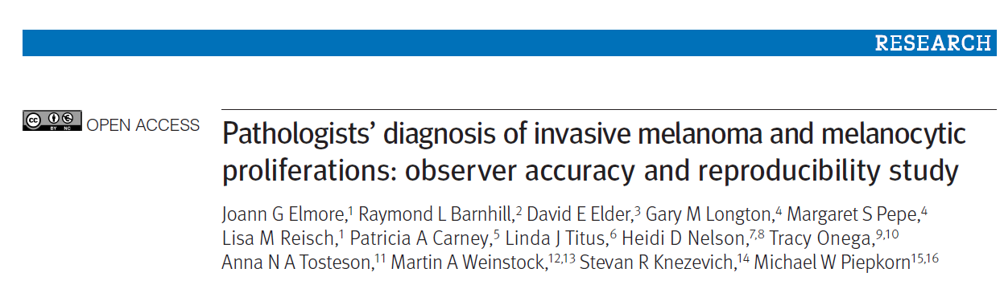 RESEARCH
cc BY NC OPEN ACCESS
Pathologists’ diagnosis of invasive melanoma and melanocytic
proliferations: observer accuracy and reproducibility study
Joann G Elmore,1 Raymond L Barnhill,2 David E Elder,3 Gary M Longton,4 Margaret S Pepe,4
Lisa M Reisch,1 Patricia A Carney,5 Linda J Titus,6 Heidi D Nelson,7,8 Tracy Onega,9,10
Anna N A Tosteson,11 Martin A Weinstock,12,13 Stevan R Knezevich,14 Michael W Piepkorn15,16